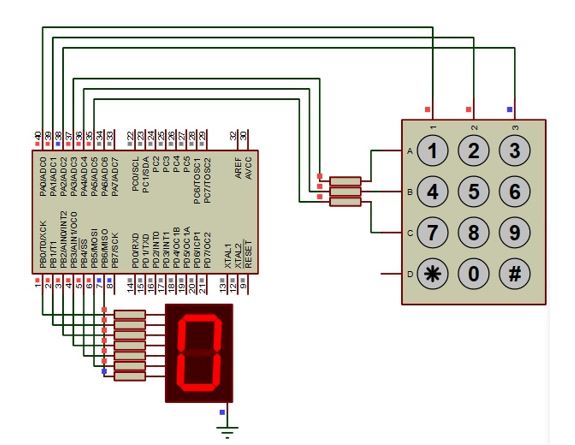 1 2 3
A 1 2 3
B 4 5 6
C 7 8 9
D * 0 #
40 39 38 37 36 35 34 33 22 23 24 25 26 27 28 29 32 30
PA0/ADC0
PA1/ADC1
PA2/ADC2
PA3/ADC3
PA4/ADC4
PA5/ADC5
PA6/ADC6
PA7/ADC7
PC0/SCL
PC1/SDA
PC2
PC3
PC4
PC5
PC6/TOSC1
PC7/TOSC2
AREF
AVCC
PB0/T0/XCK
PB1/T1
PB2/AIN0/INT2
PB3/AIN1/OC0
PB4/SS
PB5/MOSI
PB6/MISO
PB7/SCK
PD0/RXD
PD1/TXD
PD2/INT0
PD3/INT1
PD4/OC1B
PD5/OC1A
PD6/ICP1
PD7/OC2
XTAL1
XTAL2
RESET
1 2 3 4 5 6 7 8 14 15 16 17 18 19 20 21 13 12 9
0